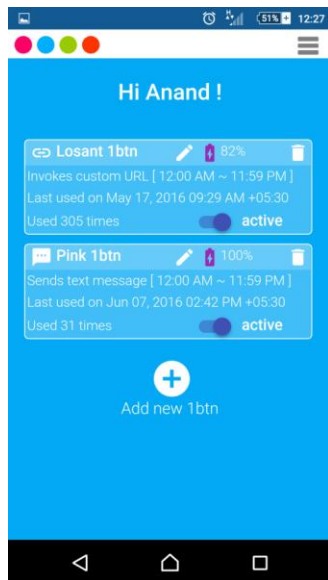 51% 12:27
Hi Anand !
Losant 1btn 82%
Invokes custom URL [ 12:00 AM ~ 11:59 PM ]
Last used on May 17, 2016 09:29 AM +05:30
Used 305 times active
Pink 1btn 100%
Sends text message [ 12:00 AM ~ 11:59 PM ]
Last used on Jun 07, 2016 02:42 PM +05:30
Used 31 times active
Add new 1btn